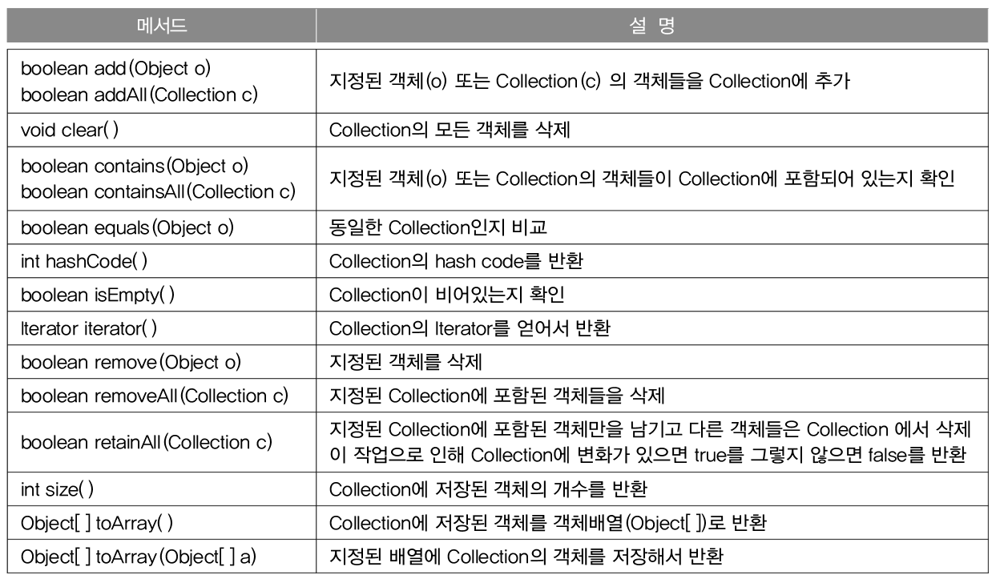 메서드 설 명
boolean add(Object o)
boolean addAll(Collection c)
지정된 객체(o) 또는 Collection(c) 의 객체들을 Collection에 추가
void clear( ) Collection의 모든 객체를 삭제
boolean contains(Object o)
boolean containsAll(Collection c)
지정된 객체(o) 또는 Collection의 객체들이 Collection에 포함되어 있는지 확인
boolean equals(Object o) 동일한 Collection인지 비교
int hashCode( ) Collection의 hash code를 반환
boolean isEmpty( ) Collection이 비어있는지 확인
Iterator iterator( ) Collection의 Iterator를 얻어서 반환
boolean remove(Object o) 지정된 객체를 삭제
boolean removeAll(Collection c) 지정된 Collection에 포함된 객체들을 삭제
boolean retainAll(Collection c)
지정된 Collection에 포함된 객체만을 남기고 다른 객체들은 Collection 에서 삭제
이 작업으로 인해 Collection에 변화가 있으면 true를 그렇지 않으면 false를 반환
int size( ) Collection에 저장된 객체의 개수를 반환
Object[ ] toArray( ) Collection에 저장된 객체를 객체배열(Object[ ])로 반환
Object[ ] toArray(Object[ ] a) 지정된 배열에 Collection의 객체를 저장해서 반환